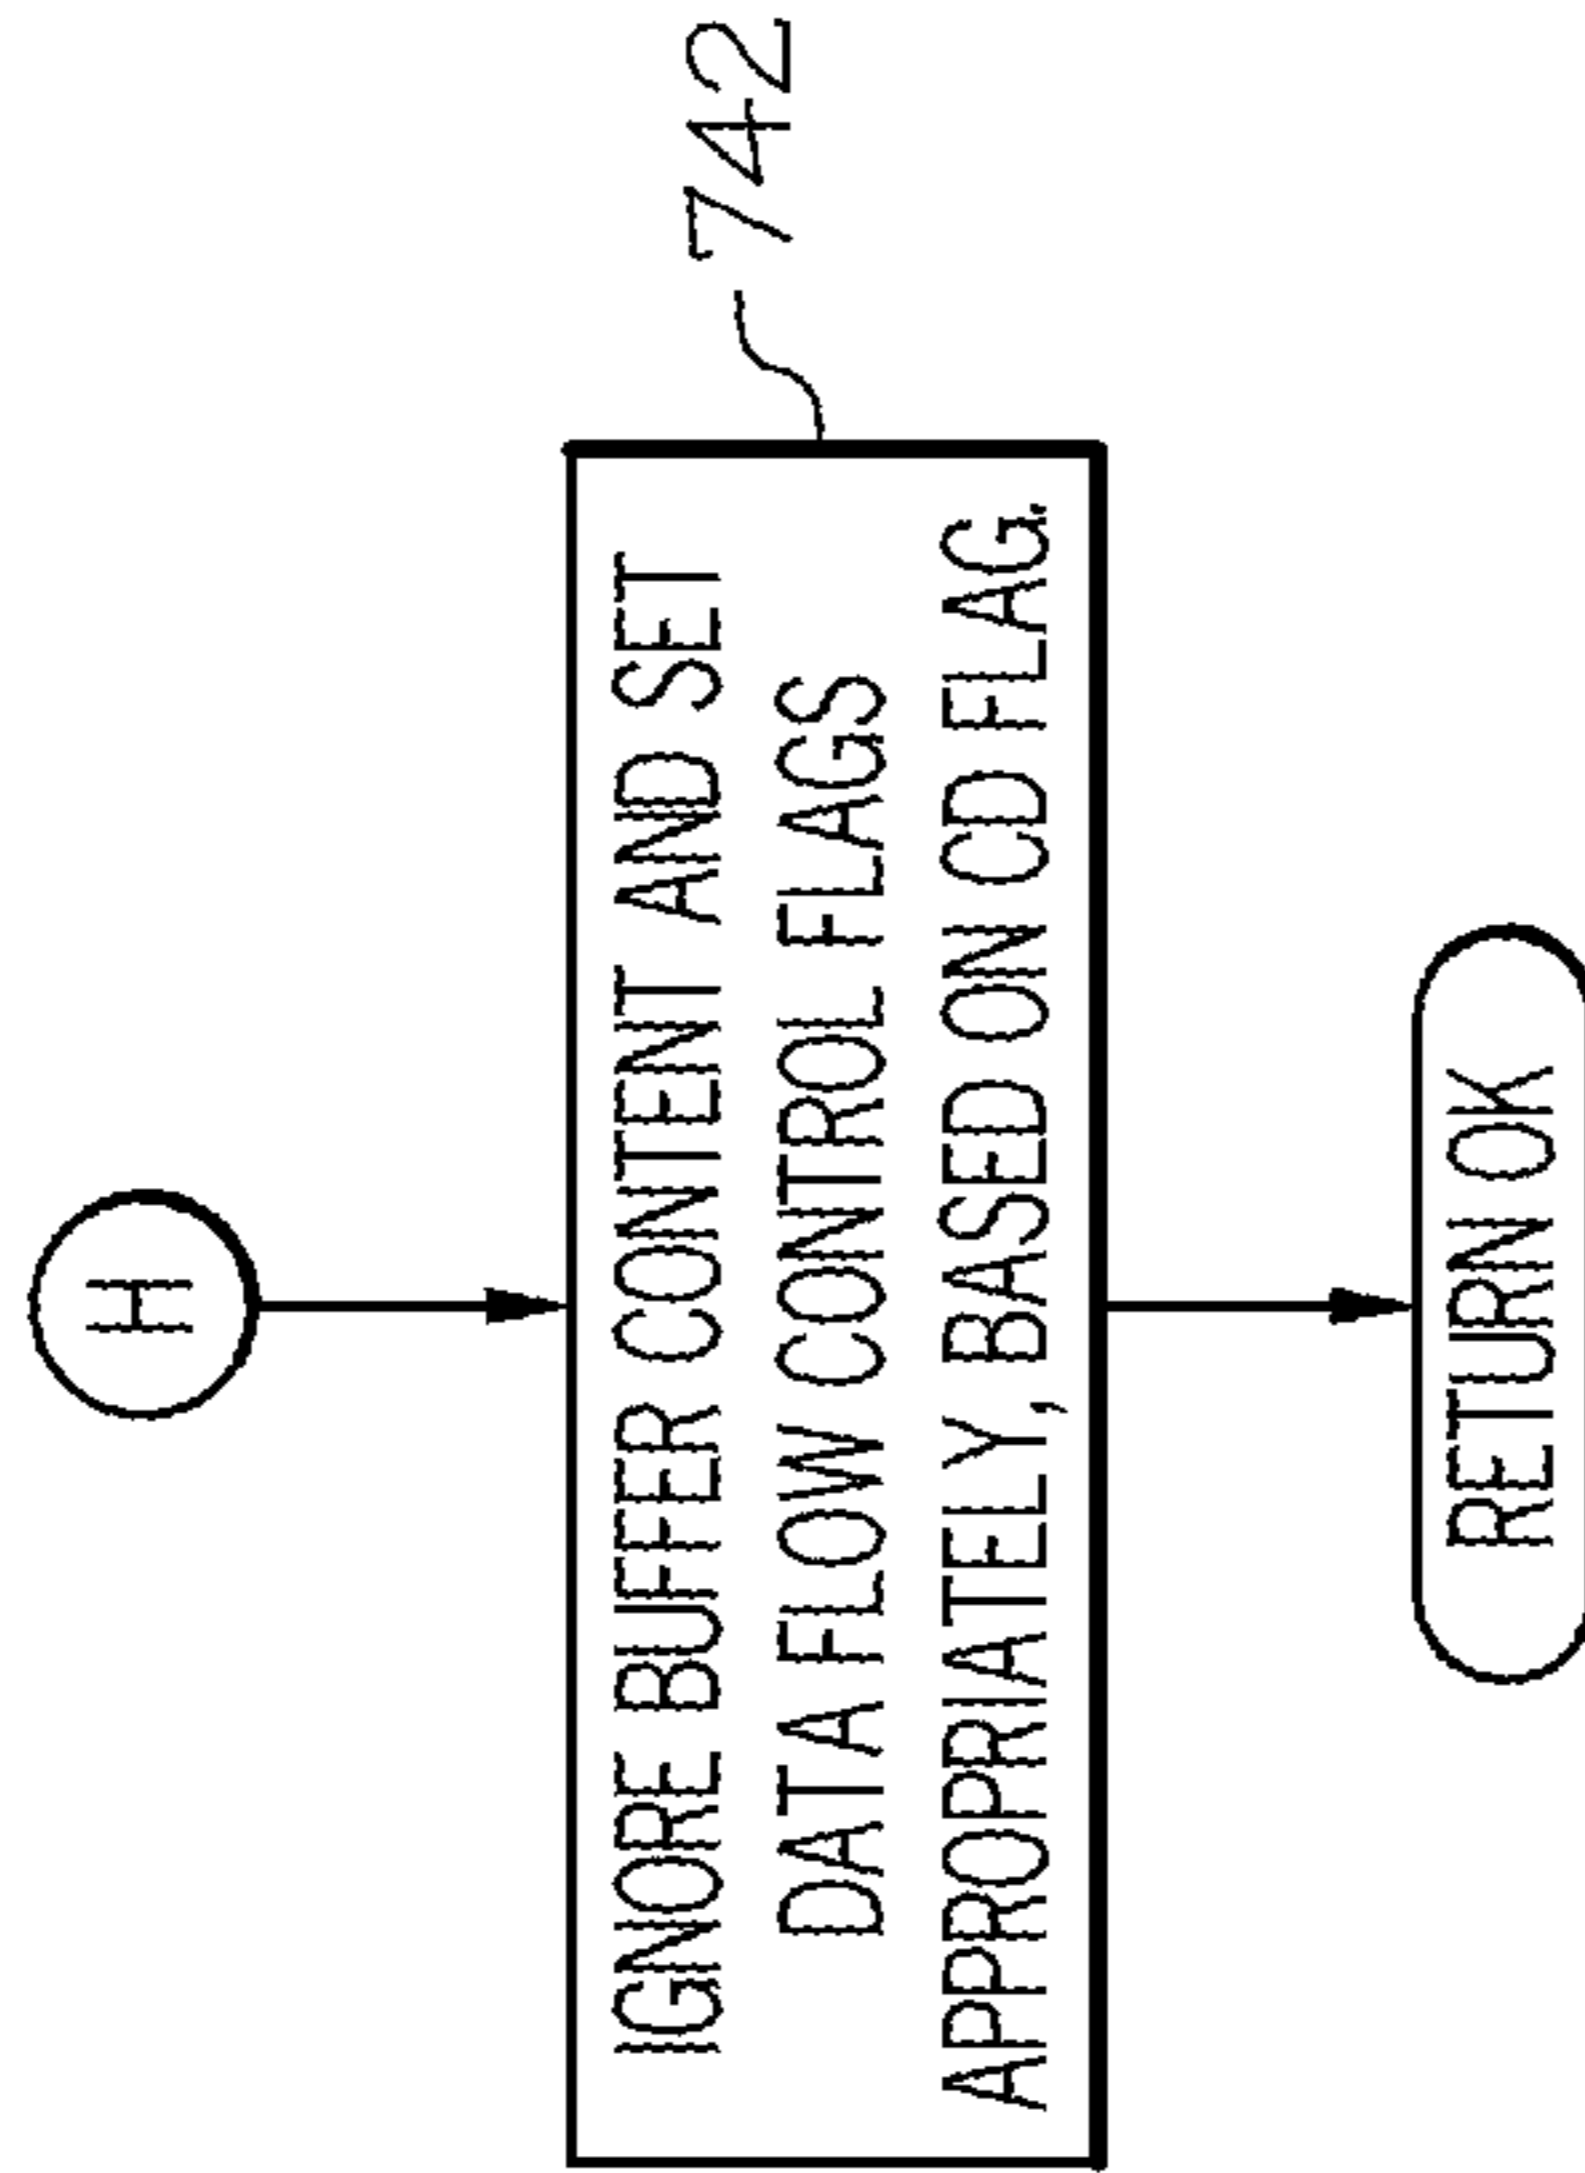 H
IGNORE BUFFER CONTENT AND SET
DATA FLOW CONTROL FLAGS
APPROPRIATELY, BASED ON CD FLAG.
742
RETURN OK